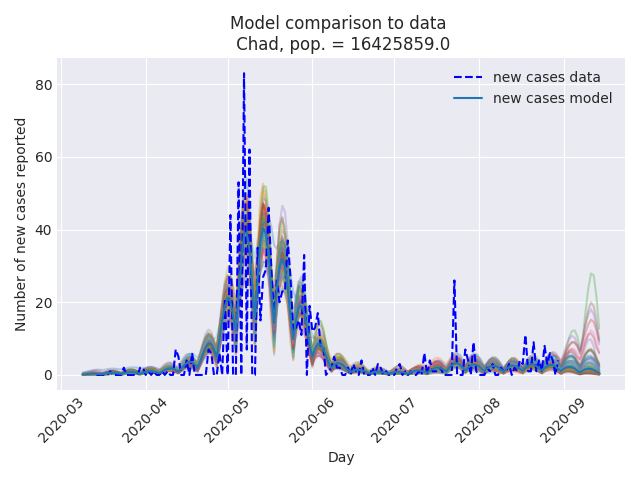 Model comparison to data
Chad, pop. = 16425859.0
new cases data
new cases model
Number of new cases reported
80
60
40
20
0
2020-03
2020-04
2020-05
2020-06
2020-07
2020-08
2020-09
Day